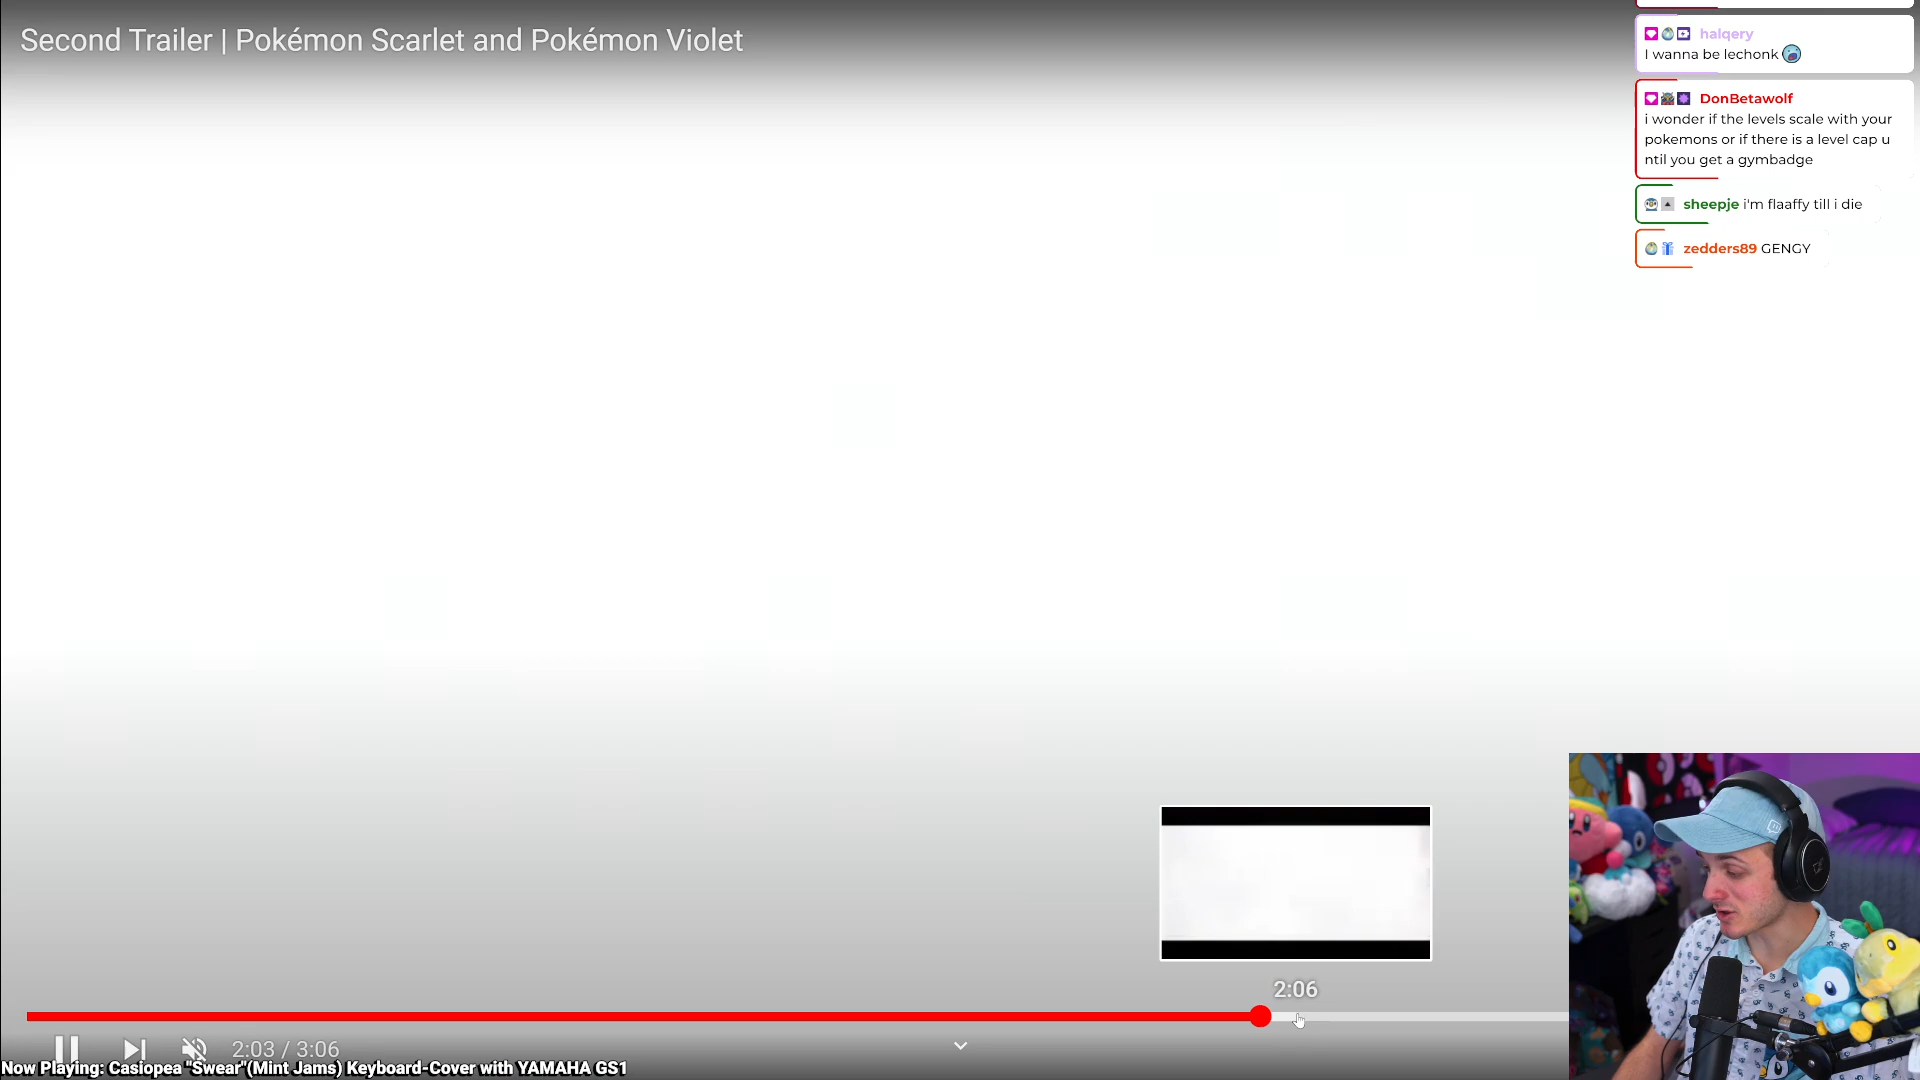 Second Trailer | Pokémon Scarlet and Pokémon Violet
halqery
I wanna be lechonk
DonBetawolf
i wonder if the levels scale with your
pokemons or if there is a level cap u
ntil you get a gymbadge
sheepje i'm flaaffy till i die
zedders89 GENGY
2:06
2:03 / 3:06
Now Playing: Casiopea "Swear"(Mint Jams) Keyboard-Cover with YAMAHA GS1